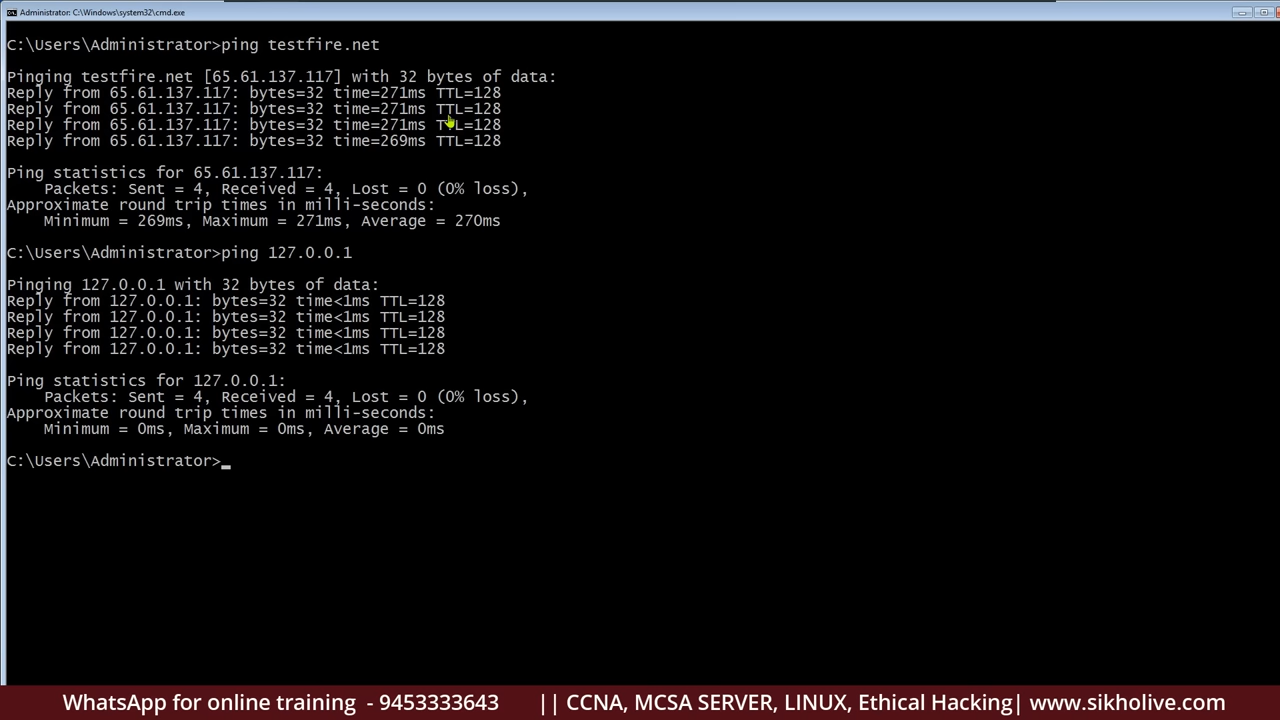 Administrator: C:\Windows\system32\cmd.exe
C:\Users\Administrator>ping testfire.net
Pinging testfire.net [65.61.137.117] with 32 bytes of data:
Reply from 65.61.137.117: bytes=32 time=271ms TTL=128
Reply from 65.61.137.117: bytes=32 time=271ms TTL=128
Reply from 65.61.137.117: bytes=32 time=271ms TTL=128
Reply from 65.61.137.117: bytes=32 time=269ms TTL=128
Ping statistics for 65.61.137.117:
Packets: Sent = 4, Received = 4, Lost = 0 (0% loss),
Approximate round trip times in milli-seconds:
Minimum = 269ms, Maximum = 271ms, Average = 270ms
C:\Users\Administrator>ping 127.0.0.1
Pinging 127.0.0.1 with 32 bytes of data:
Reply from 127.0.0.1: bytes=32 time<1ms TTL=128
Reply from 127.0.0.1: bytes=32 time<1ms TTL=128
Reply from 127.0.0.1: bytes=32 time<1ms TTL=128
Reply from 127.0.0.1: bytes=32 time<1ms TTL=128
Ping statistics for 127.0.0.1:
Packets: Sent = 4, Received = 4, Lost = 0 (0% loss),
Approximate round trip times in milli-seconds:
Minimum = 0ms, Maximum = 0ms, Average = 0ms
C:\Users\Administrator>_
WhatsApp for online training - 9453333643 || CCNA, MCSA SERVER, LINUX, Ethical Hacking| www.sikholive.com